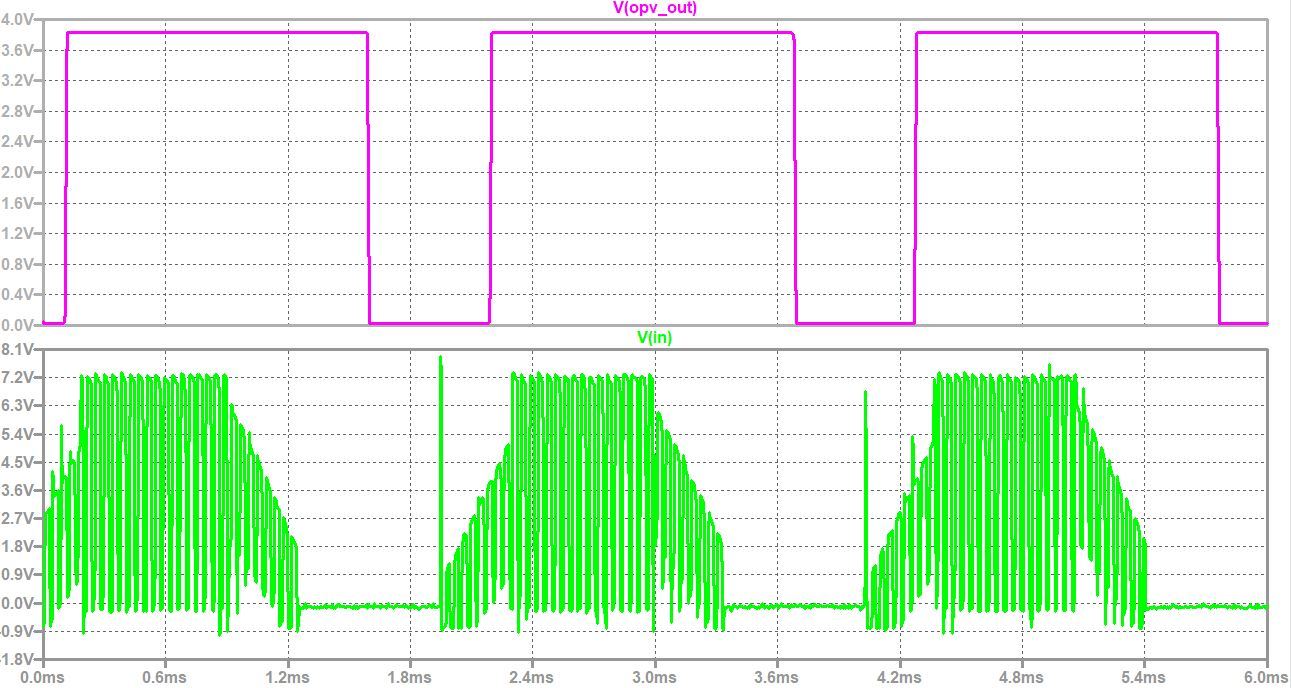 V(opv_out)
4.0V
3.6V
3.2V
2.8V
2.4V
2.0V
1.6V
1.2V
0.8V
0.4V
0.0V
V(in)
8.1V
7.2V
6.3V
5.4V
4.5V
3.6V
2.7V
1.8V
0.9V
0.0V
-0.9V
-1.8V
0.0ms 0.6ms 1.2ms 1.8ms 2.4ms 3.0ms 3.6ms 4.2ms 4.8ms 5.4ms 6.0ms